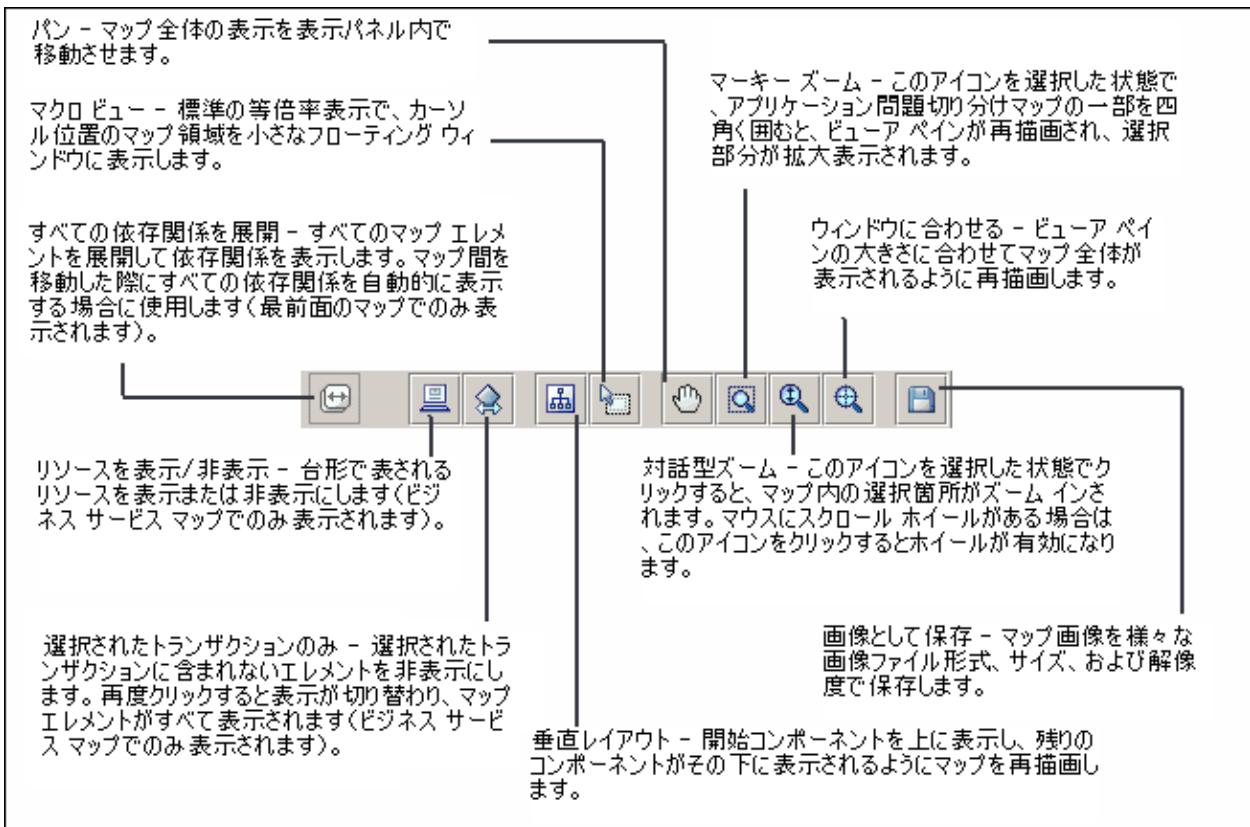 パン - マップ全体の表示を表示パネル内で
移動させます。
マクロ ビュー - 標準の等倍率表示で、カーソ
ル位置のマップ領域を小さなフローティング ウィ
ンドウに表示します。
すべての依存関係を展開 - すべてのマップ エレメ
ントを展開して依存関係を表示します。マップ間を
移動した際にすべての依存関係を自動的に表示
する場合に使用します(最前面のマップでのみ表
示されます)。
マーキー ズーム - このアイコンを選択した状態で
、アプリケーション問題切り分けマップの一部を四
角く囲むと、ビューア ペインが再描画され、選択
部分が拡大表示されます。
ウィンドウに合わせる - ビューア ペイ
ンの大きさに合わせてマップ全体が
表示されるように再描画します。
リソースを表示/非表示 - 台形で表される
リソースを表示または非表示にします(ビジ
ネス サービス マップでのみ表示されます)。
対話型ズーム - このアイコンを選択した状態でク
リックすると、マップ内の選択箇所がズーム インさ
れます。マウスにスクロール ホイールがある場合は
、このアイコンをクリックするとホイールが有効になり
ます。
選択されたトランザクションのみ - 選択されたトラ
ンザクションに含まれないエレメントを非表示にし
ます。再度クリックすると表示が切り替わり、マップ
エレメントがすべて表示されます(ビジネス サービ
ス マップでのみ表示されます)。
画像として保存 - マップ画像を様々な
画像ファイル形式、サイズ、および解像
度で保存します。
垂直レイアウト - 開始コンポーネントを上に表示し、残りの
コンポーネントがその下に表示されるようにマップを再描画し
ます。